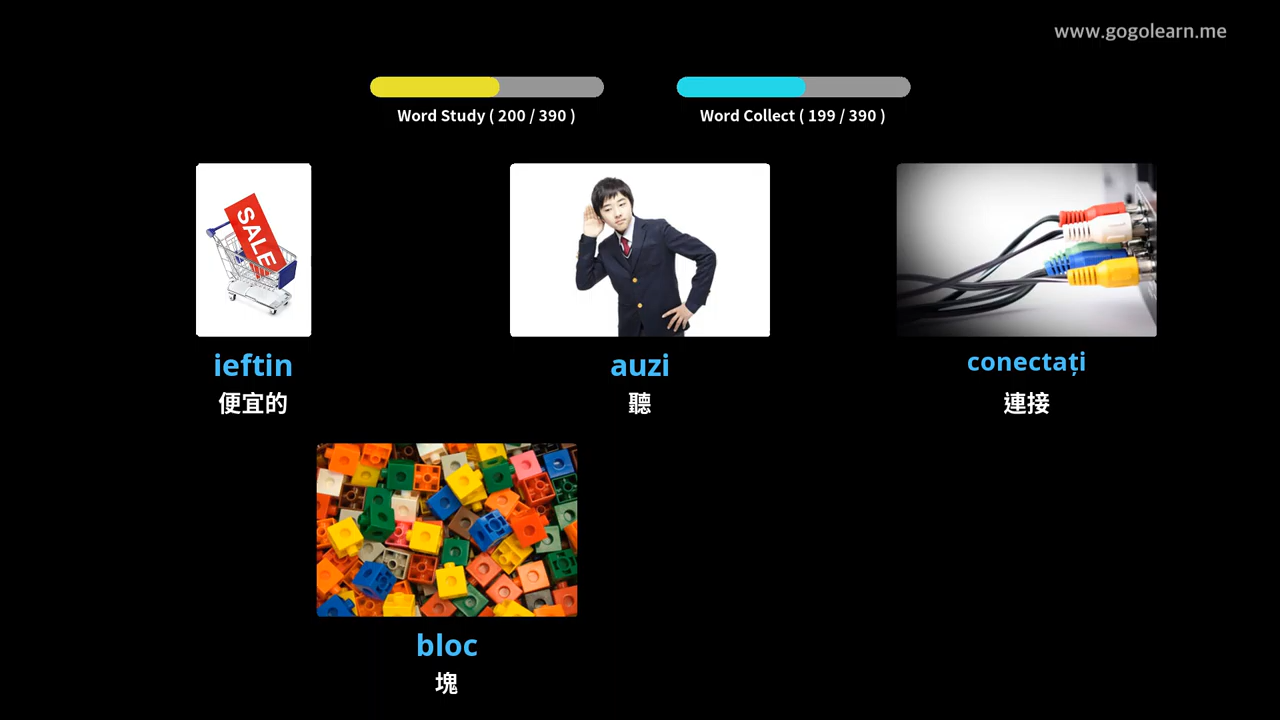 www.gogolearn.me
Word Study ( 200 / 390 )
Word Collect ( 199 / 390 )
SALE
ieftin
便宜的
auzi
聽
conectați
連接
bloc
塊